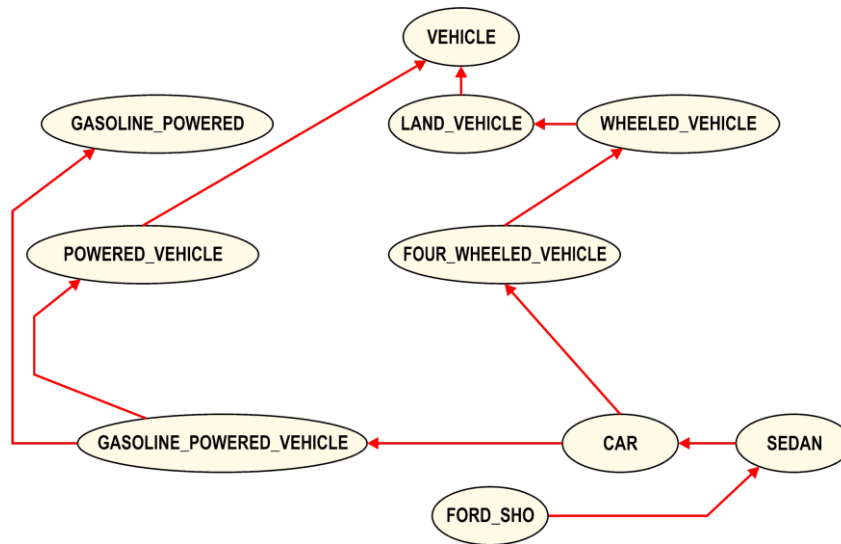 VEHICLE
GASOLINE_POWERED
LAND_VEHICLE
WHEELED_VEHICLE
POWERED_VEHICLE
FOUR_WHEELED_VEHICLE
GASOLINE_POWERED_VEHICLE
CAR
SEDAN
FORD_SHO